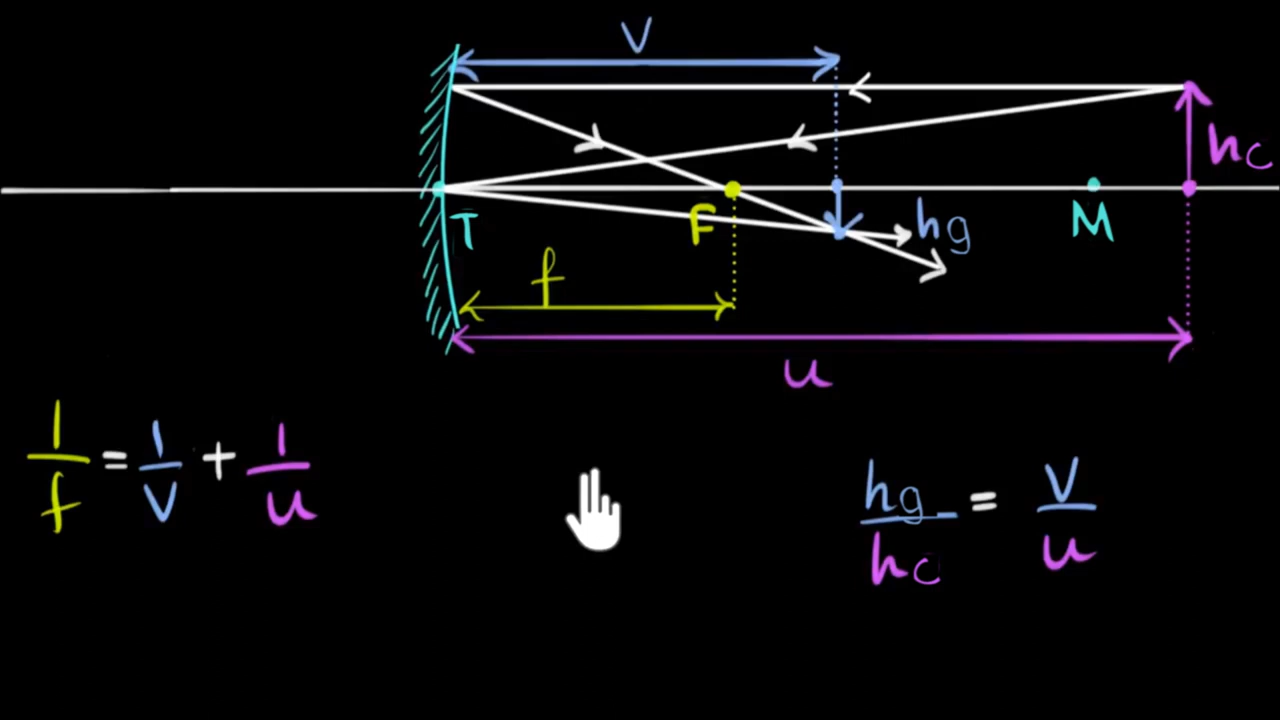 V
hc
T
F
hg
M
f
u
1/f = 1/V + 1/u
hg/hc = V/u